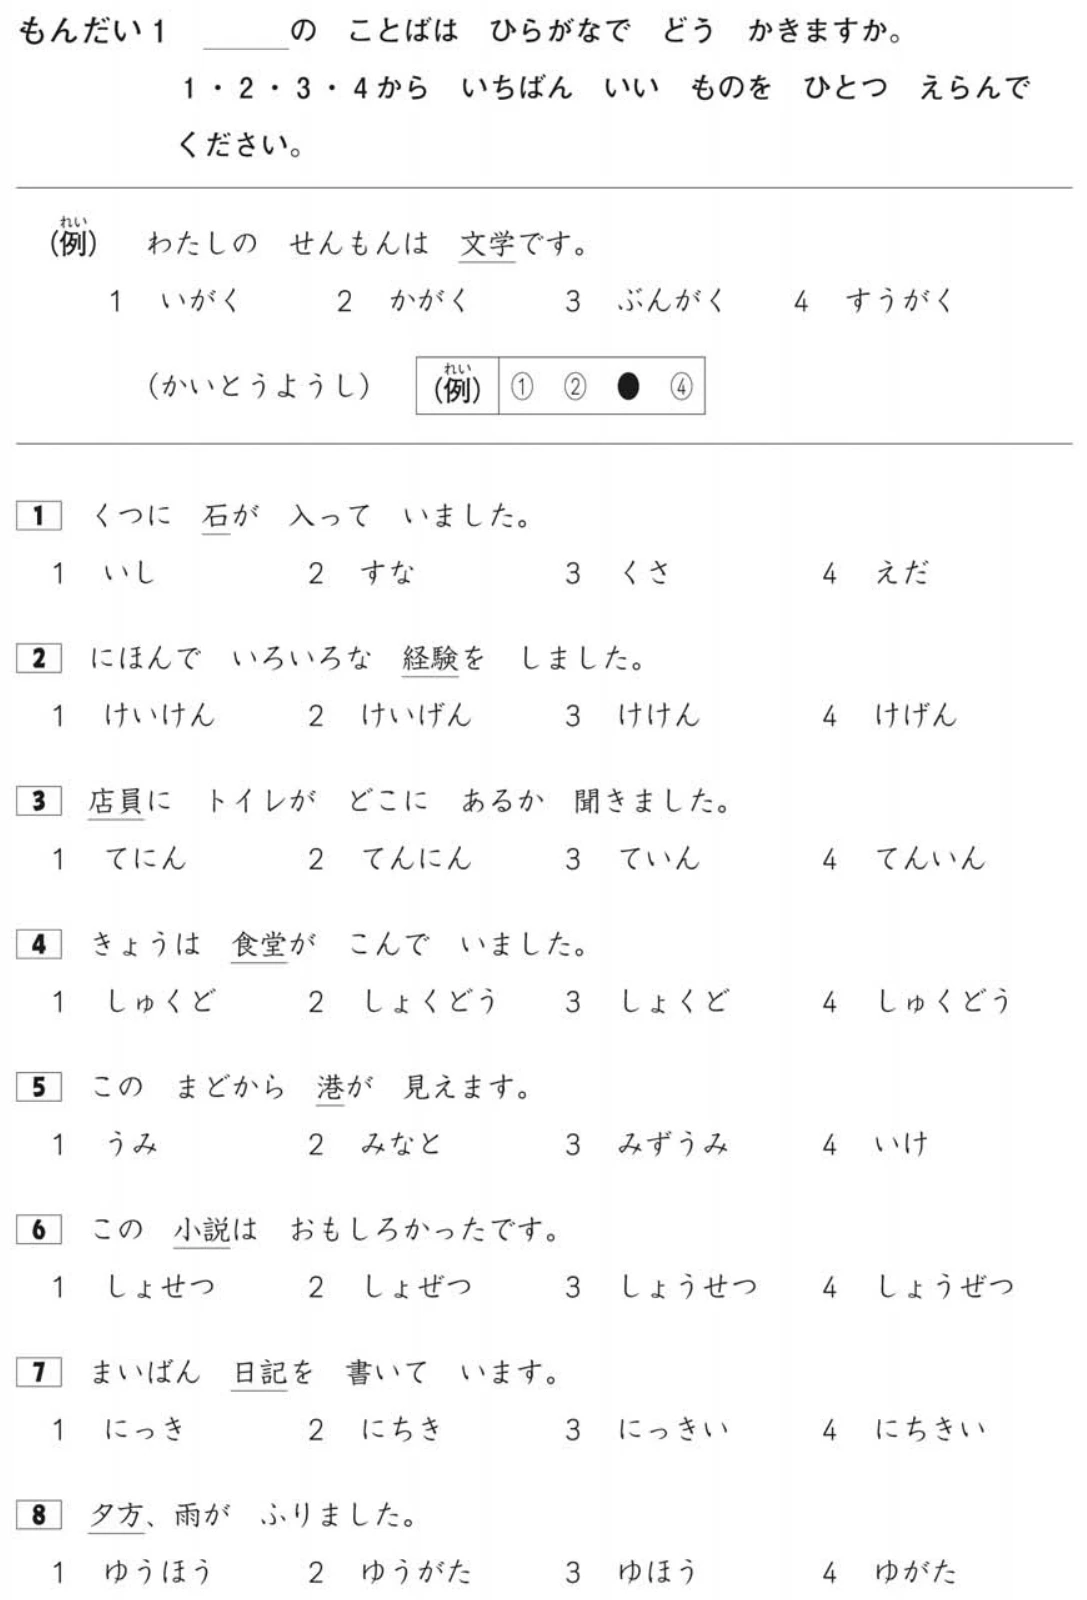 もんだい1　＿＿＿の　ことばは　ひらがなで　どう　かきますか。
1・2・3・4から　いちばん　いい　ものを　ひとつ　えらんで
ください。
(例)　わたしの　せんもんは　文学です。
れい
1　いがく　2　かがく　3　ぶんがく　4　すうがく
(かいとうようし)　(例)　①　②　●　④
れい
1　くつに　石が　入って　いました。
1　いし　2　すな　3　くさ　4　えだ
2　にほんで　いろいろな　経験を　しました。
1　けいけん　2　けいげん　3　けけん　4　けげん
3　店員に　トイレが　どこに　あるか　聞きました。
1　てにん　2　てんにん　3　ていん　4　てんいん
4　きょうは　食堂が　こんで　いました。
1　しゅくど　2　しょくどう　3　しょくど　4　しゅくどう
5　この　まどから　港が　見えます。
1　うみ　2　みなと　3　みずうみ　4　いけ
6　この　小説は　おもしろかったです。
1　しょせつ　2　しょぜつ　3　しょうせつ　4　しょうぜつ
7　まいばん　日記を　書いて　います。
1　にっき　2　にちき　3　にっきい　4　にちきい
8　夕方、雨が　ふりました。
1　ゆうほう　2　ゆうがた　3　ゆほう　4　ゆがた